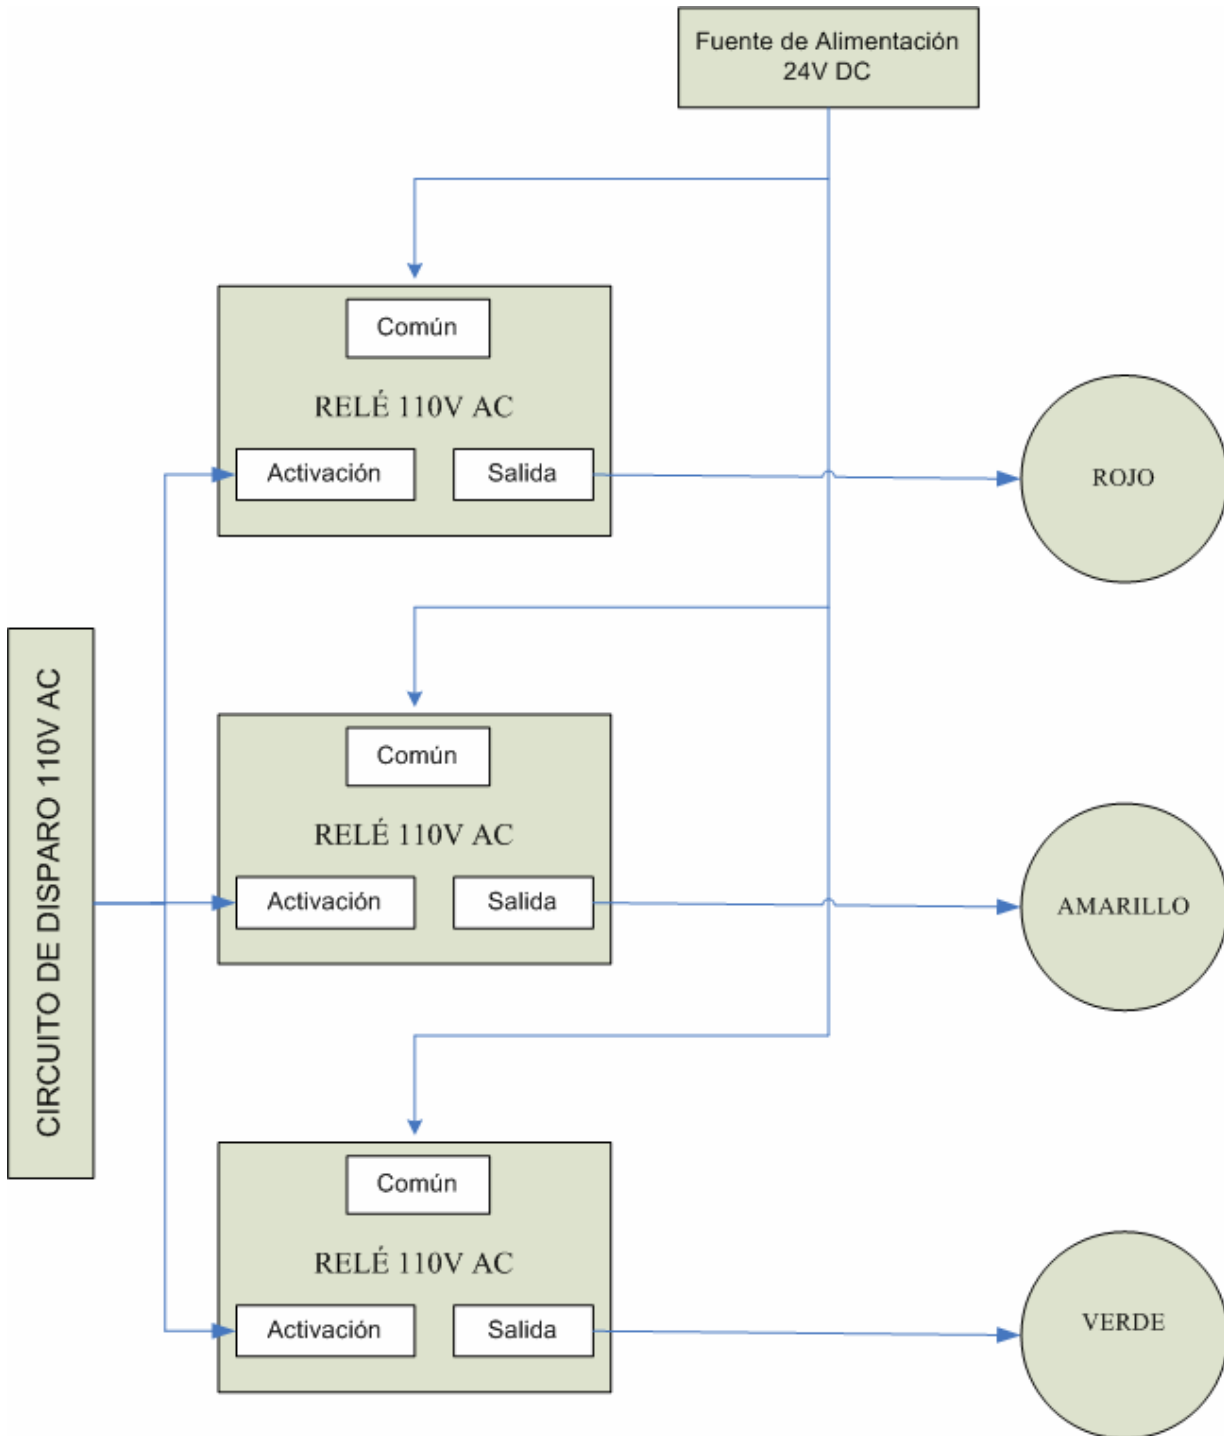 Fuente de Alimentación
24V DC
Común
RELÉ 110V AC
Activación
Salida
ROJO
CIRCUITO DE DISPARO 110V AC
Común
RELÉ 110V AC
Activación
Salida
AMARILLO
Común
RELÉ 110V AC
Activación
Salida
VERDE